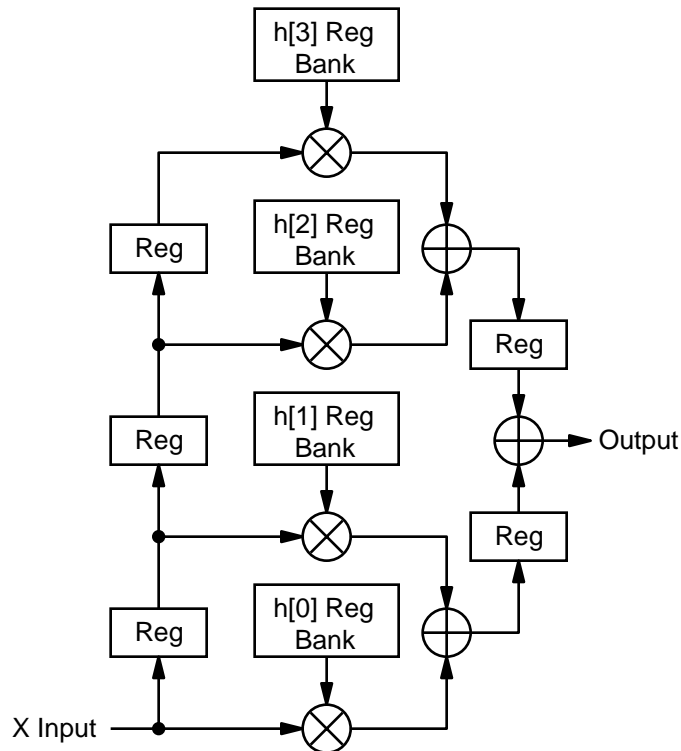 h[3] Reg
Bank
h[2] Reg
Bank
Reg
Reg
h[1] Reg
Bank
Reg
Output
Reg
h[0] Reg
Bank
Reg
X Input